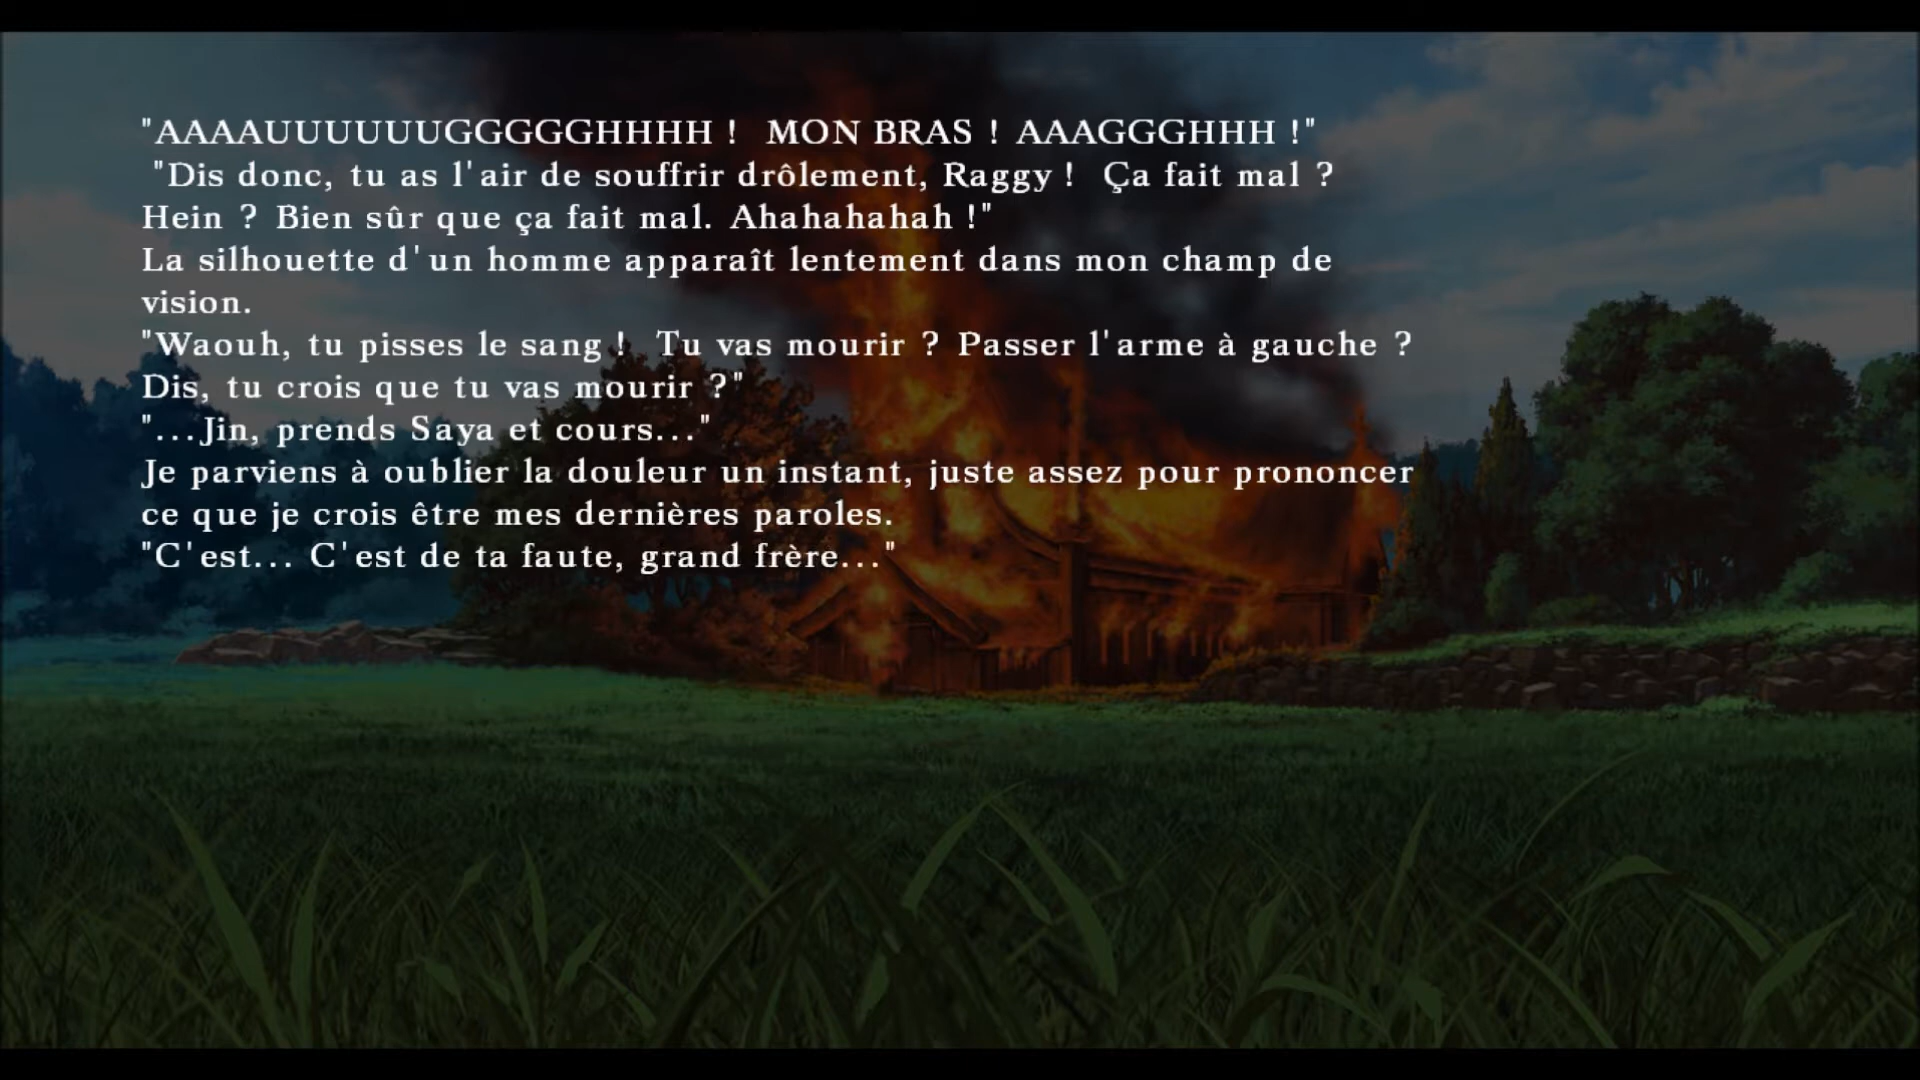 "AAAAUUUUUUGGGGGHHHH !  MON BRAS ! AAAGGGHHH !"
"Dis donc, tu as l'air de souffrir drôlement, Raggy !  Ça fait mal ?
Hein ? Bien sûr que ça fait mal. Ahahahahah !"
La silhouette d'un homme apparaît lentement dans mon champ de
vision.
"Waouh, tu pisses le sang !  Tu vas mourir ? Passer l'arme à gauche ?
Dis, tu crois que tu vas mourir ?"
"...Jin, prends Saya et cours..."
Je parviens à oublier la douleur un instant, juste assez pour prononcer
ce que je crois être mes dernières paroles.
"C'est... C'est de ta faute, grand frère..."